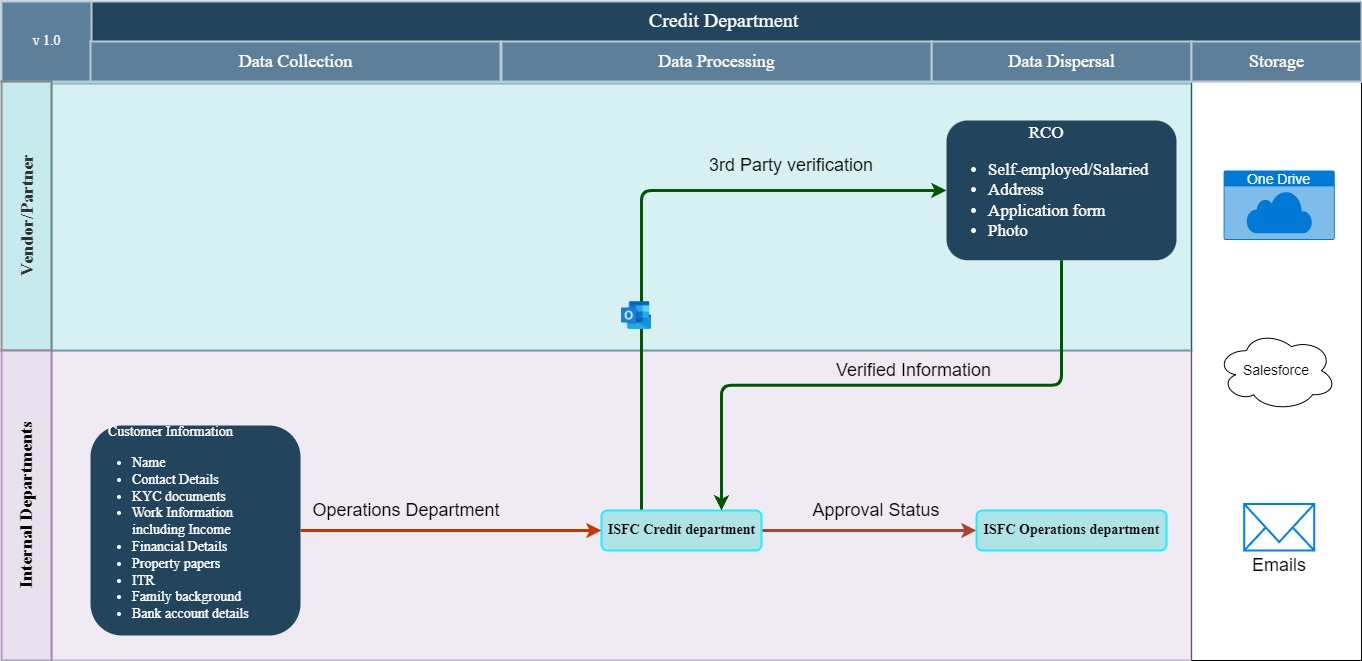 v 1.0
Credit Department
Data Collection
Data Processing
Data Dispersal
Storage
Vendor/Partner
3rd Party verification
RCO
Self-employed/Salaried
Address
Application form
Photo
One Drive
O
Verified Information
Salesforce
Internal Departments
Customer Information
Name
Contact Details
KYC documents
Work Information
including Income
Financial Details
Property papers
ITR
Family background
Bank account details
Operations Department
ISFC Credit department
Approval Status
ISFC Operations department
Emails